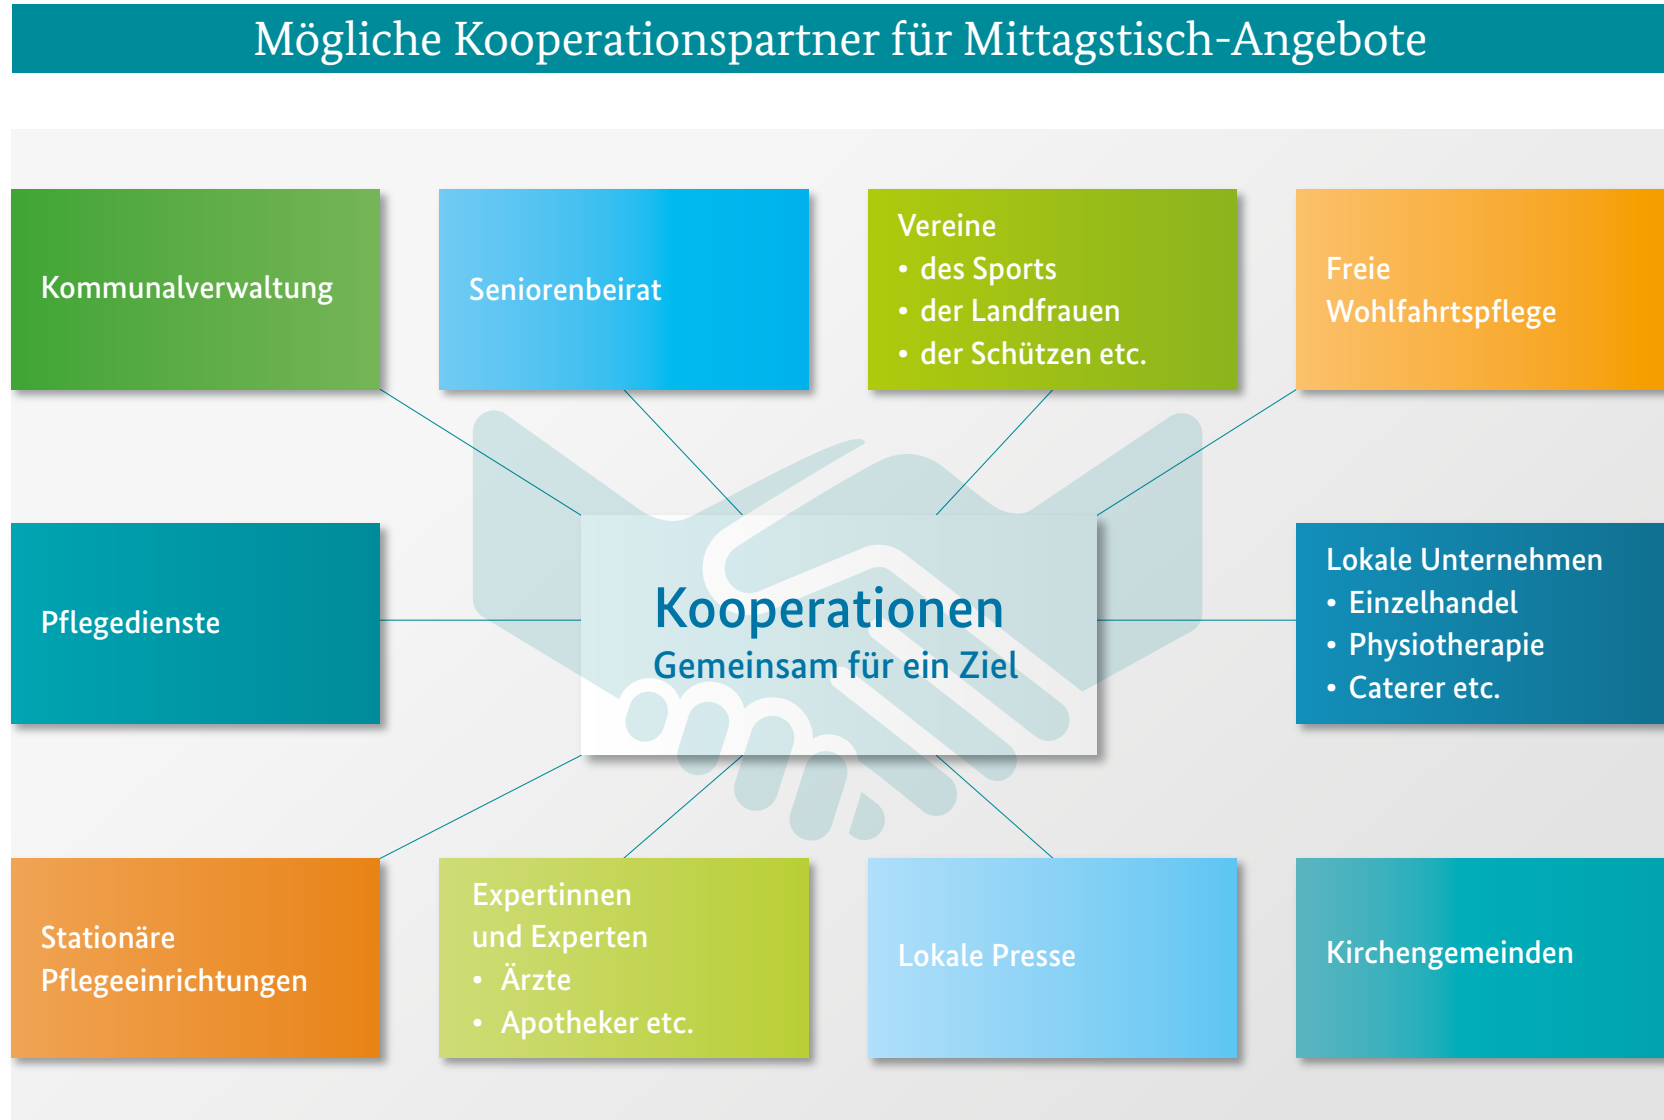 Mögliche Kooperationspartner für Mittagstisch-Angebote
Kommunalverwaltung
Seniorenbeirat
Vereine
• des Sports
• der Landfrauen
• der Schützen etc.
Freie
Wohlfahrtspflege
Pflegedienste
Kooperationen
Gemeinsam für ein Ziel
Lokale Unternehmen
• Einzelhandel
• Physiotherapie
• Caterer etc.
Stationäre
Pflegeeinrichtungen
Expertinnen
und Experten
• Ärzte
• Apotheker etc.
Lokale Presse
Kirchengemeinden